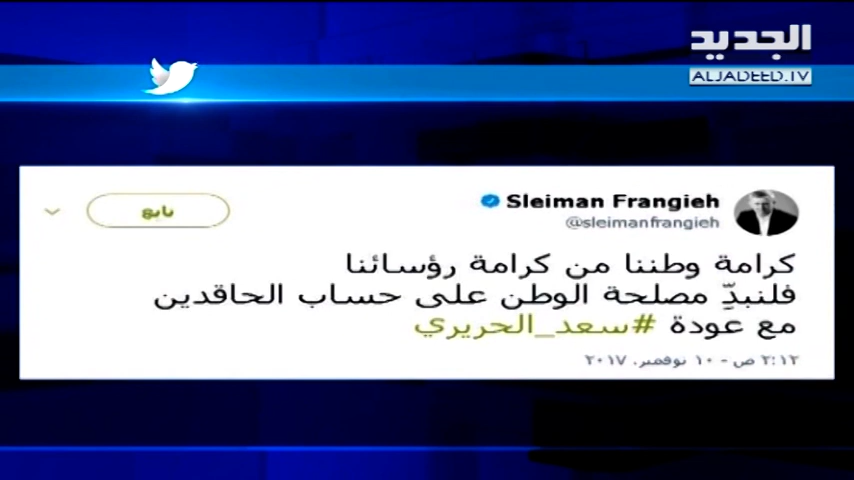 الجديد
ALJADEED.TV
Sleiman Frangieh
@sleimanfrangieh
تابع
كرامة وطننا من كرامة رؤسائنا
فلنبدِّ مصلحة الوطن على حساب الحاقدين
مع عودة #سعد_الحريري
٢:١٢ ص - ١٠ نوفمبر، ٢٠١٧